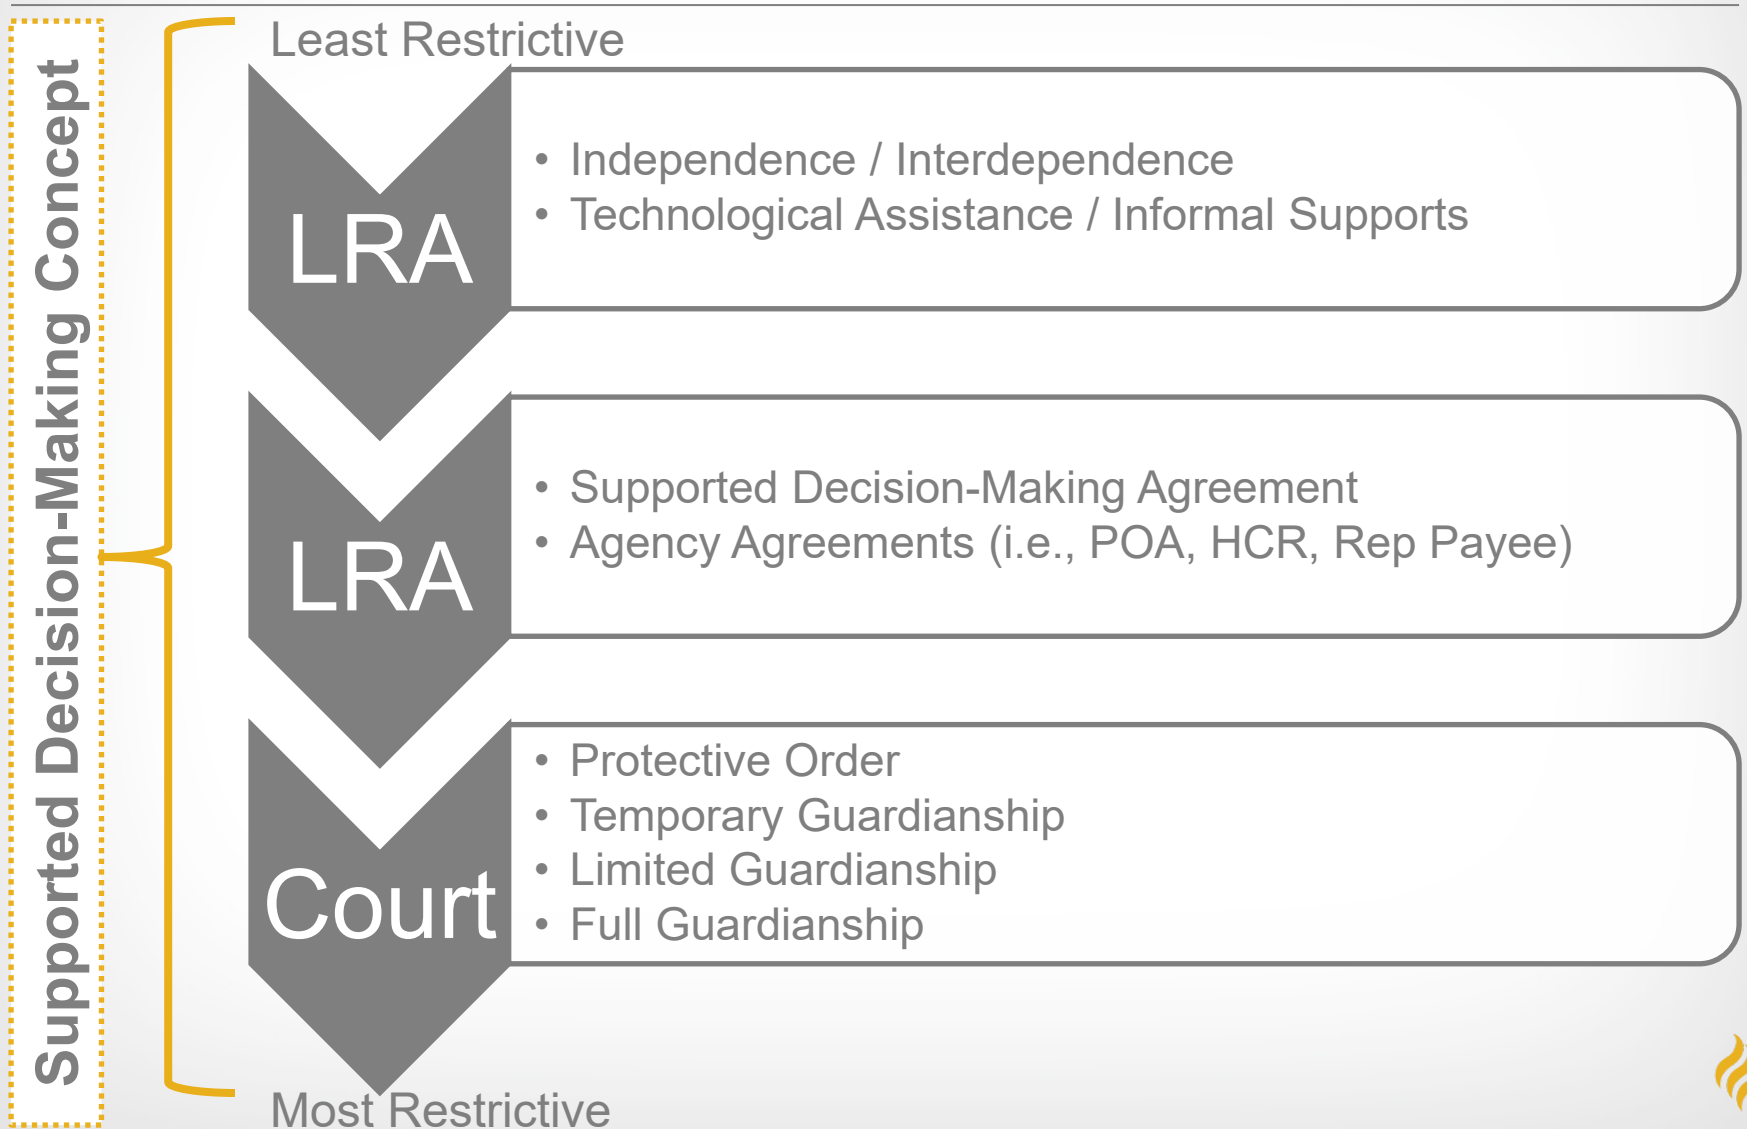 Supported Decision-Making Concept
Least Restrictive
LRA
• Independence / Interdependence
• Technological Assistance / Informal Supports
LRA
• Supported Decision-Making Agreement
• Agency Agreements (i.e., POA, HCR, Rep Payee)
Court
• Protective Order
• Temporary Guardianship
• Limited Guardianship
• Full Guardianship
Most Restrictive